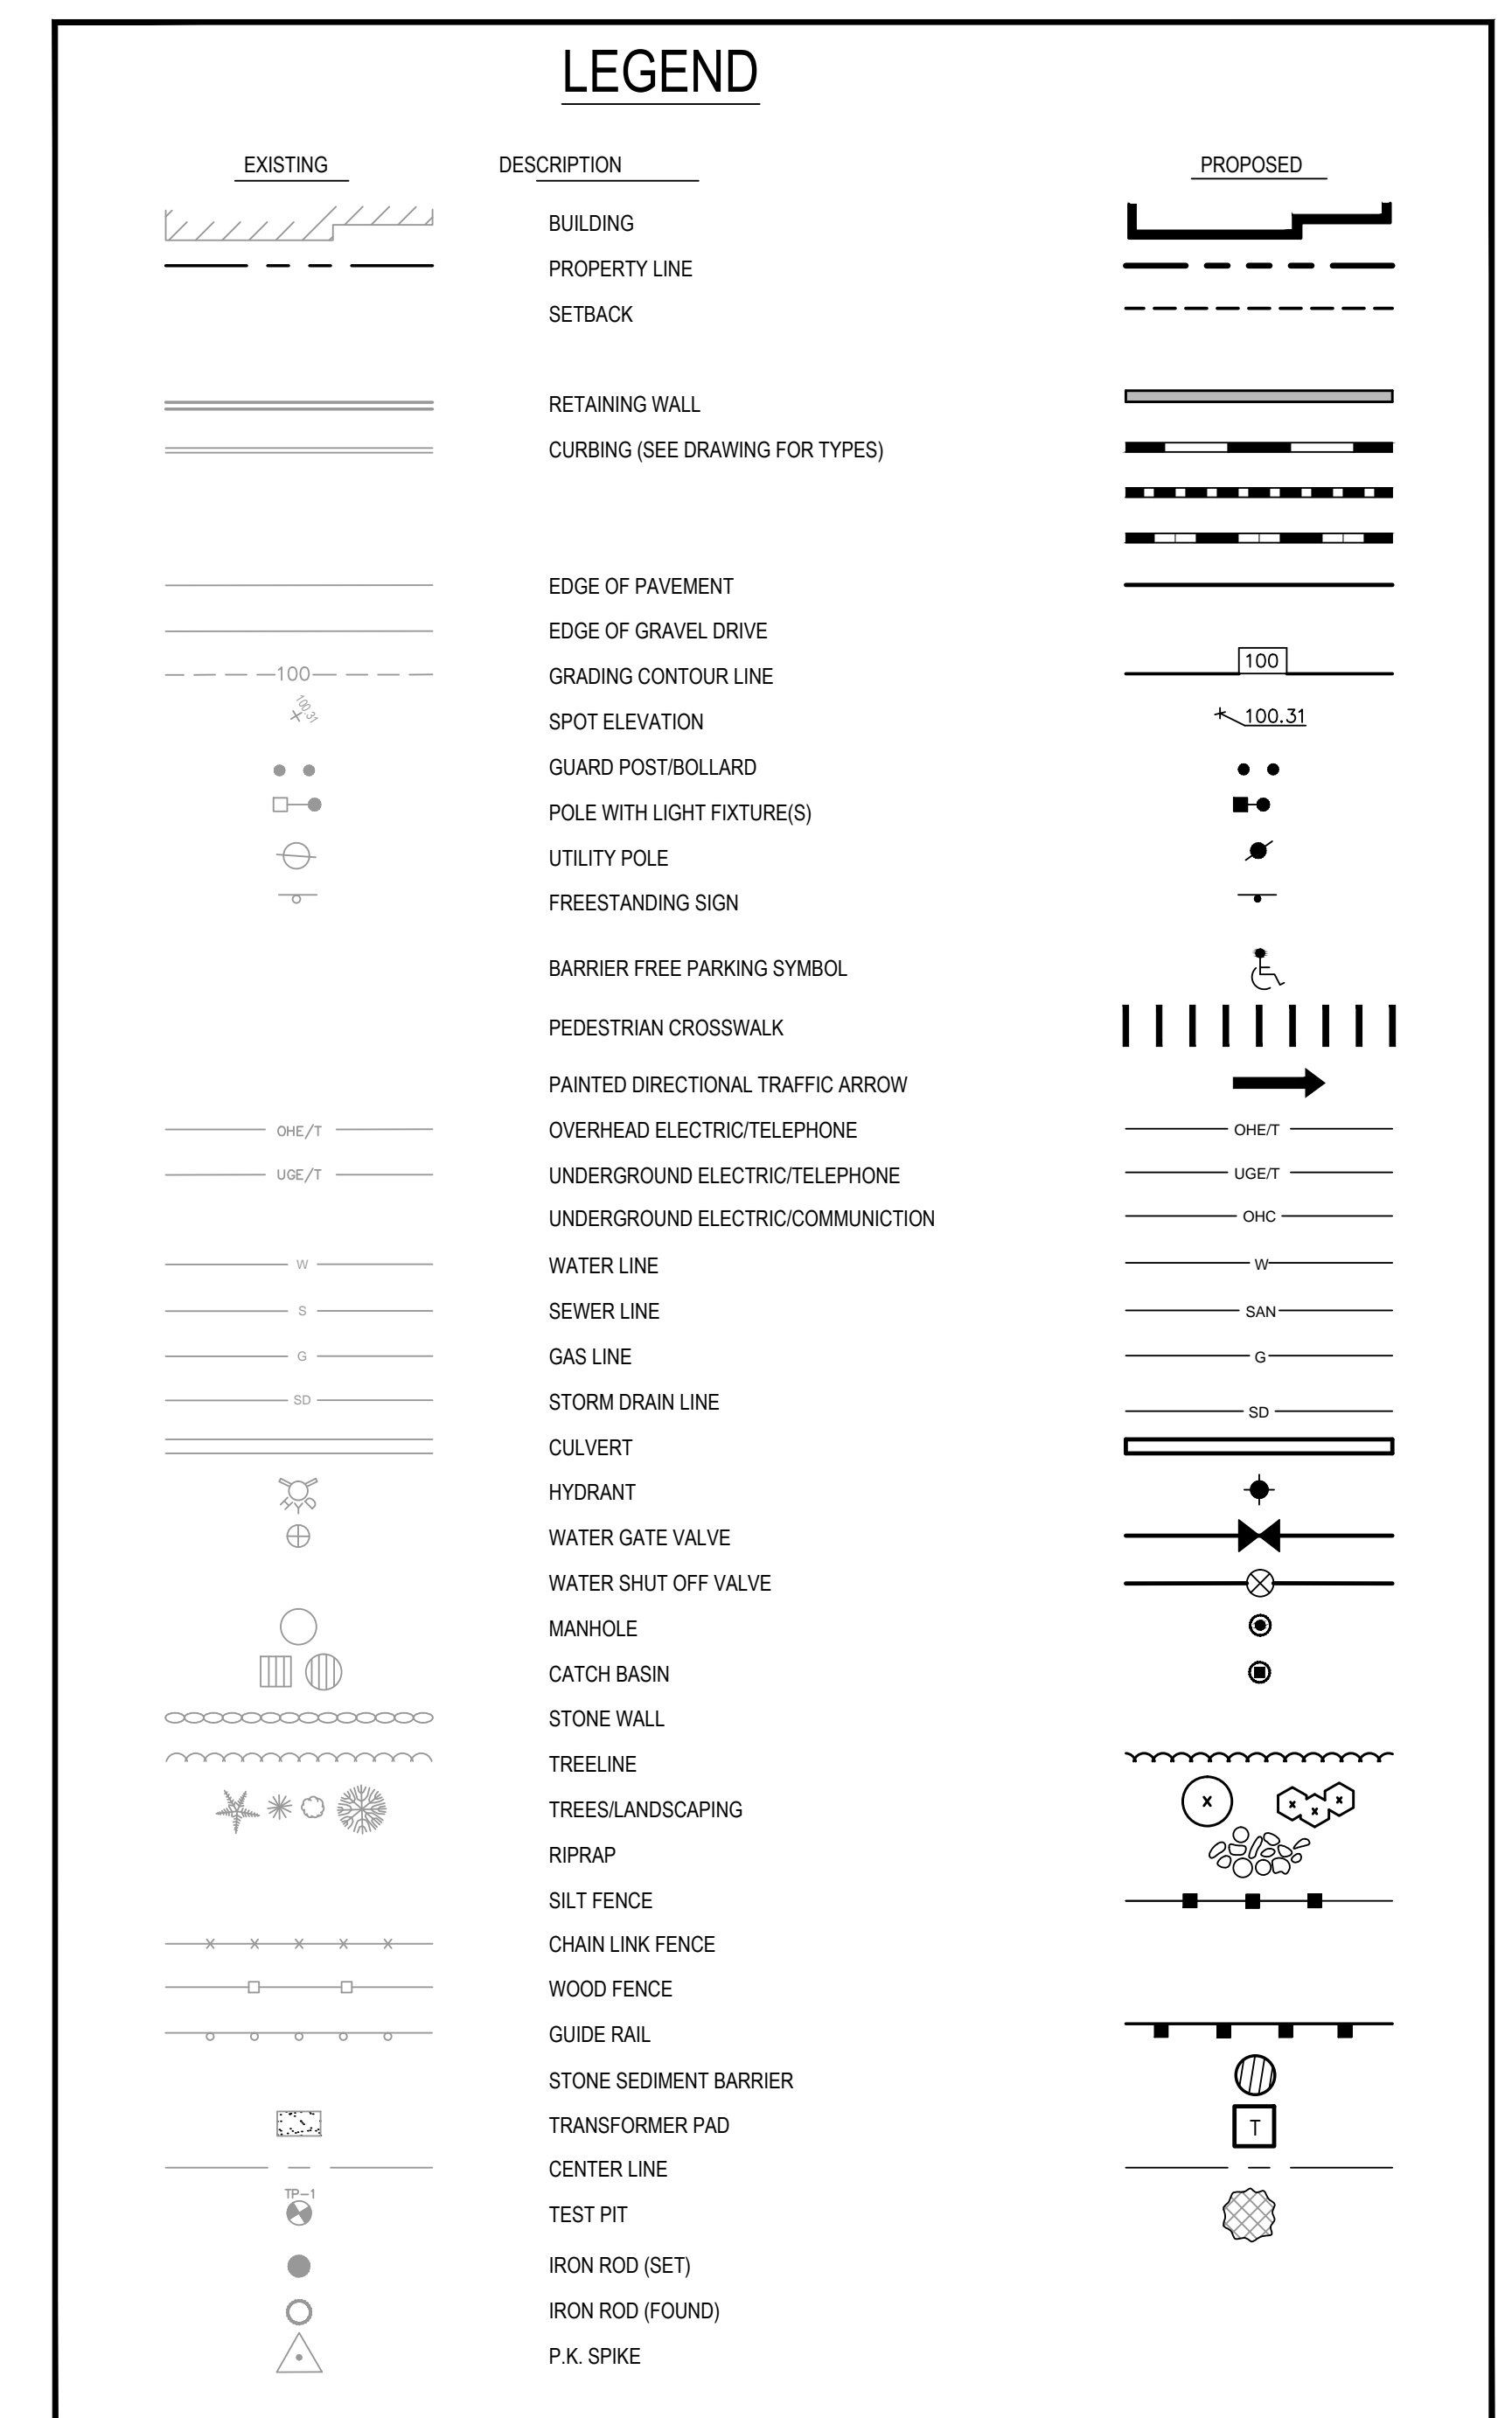 LEGEND
EXISTING DESCRIPTION PROPOSED
BUILDING
PROPERTY LINE
SETBACK
RETAINING WALL
CURBING (SEE DRAWING FOR TYPES)
EDGE OF PAVEMENT
EDGE OF GRAVEL DRIVE
100 GRADING CONTOUR LINE 100
100.31 SPOT ELEVATION 100.31
GUARD POST/BOLLARD
POLE WITH LIGHT FIXTURE(S)
UTILITY POLE
FREESTANDING SIGN
BARRIER FREE PARKING SYMBOL
PEDESTRIAN CROSSWALK
PAINTED DIRECTIONAL TRAFFIC ARROW
OHE/T OVERHEAD ELECTRIC/TELEPHONE OHE/T
UGE/T UNDERGROUND ELECTRIC/TELEPHONE UGE/T
UNDERGROUND ELECTRIC/COMMUNICTION OHC
W WATER LINE W
S SEWER LINE SAN
G GAS LINE G
SD STORM DRAIN LINE SD
CULVERT
HYD HYDRANT
WATER GATE VALVE
WATER SHUT OFF VALVE
MANHOLE
CATCH BASIN
STONE WALL
TREELINE
TREES/LANDSCAPING
RIPRAP
SILT FENCE
CHAIN LINK FENCE
WOOD FENCE
GUIDE RAIL
STONE SEDIMENT BARRIER
TRANSFORMER PAD T
CENTER LINE
TP-1 TEST PIT
IRON ROD (SET)
IRON ROD (FOUND)
P.K. SPIKE